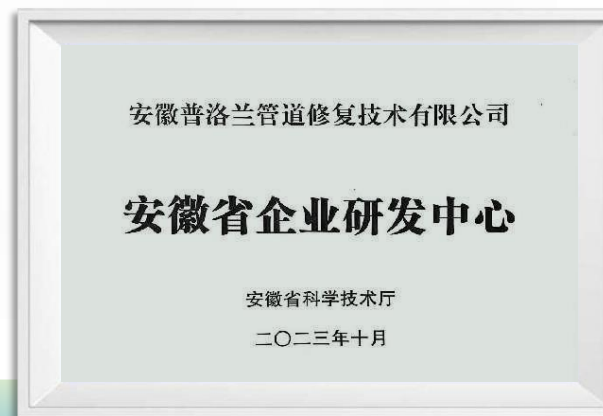 安徽普洛兰管道修复技术有限公司
安徽省企业研发中心
安徽省科学技术厅
二〇二三年十月